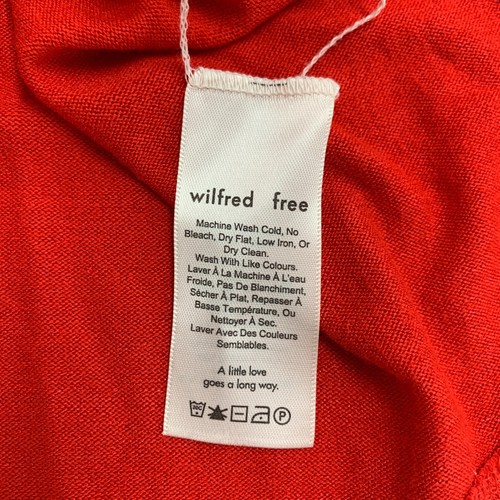 wilfred free
Machine Wash Cold, No
Bleach, Dry Flat, Low Iron, Or
Dry Clean.
Wash With Like Colours.
Laver À La Machine À L'eau
Froide, Pas De Blanchiment,
Sécher À Plat, Repasser À
Basse Température, Ou
Nettoyer À Sec.
Laver Avec Des Couleurs
Semblables.
A little love
goes a long way.
30C P